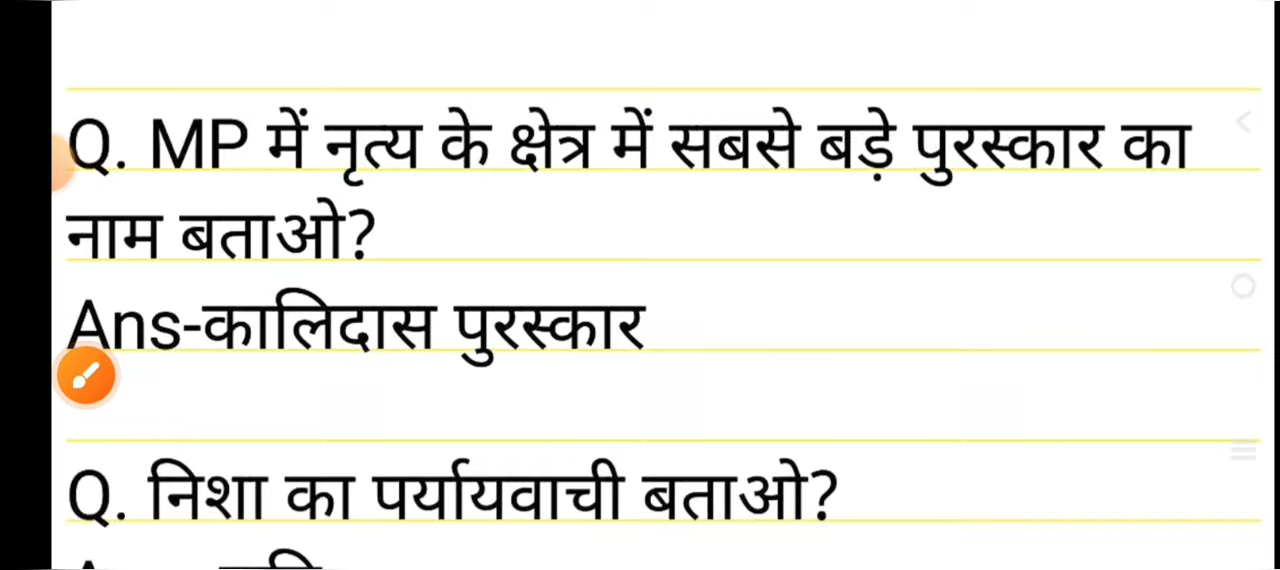 Q. MP में नृत्य के क्षेत्र में सबसे बड़े पुरस्कार का
नाम बताओ?
Ans-कालिदास पुरस्कार
Q. निशा का पर्यायवाची बताओ?